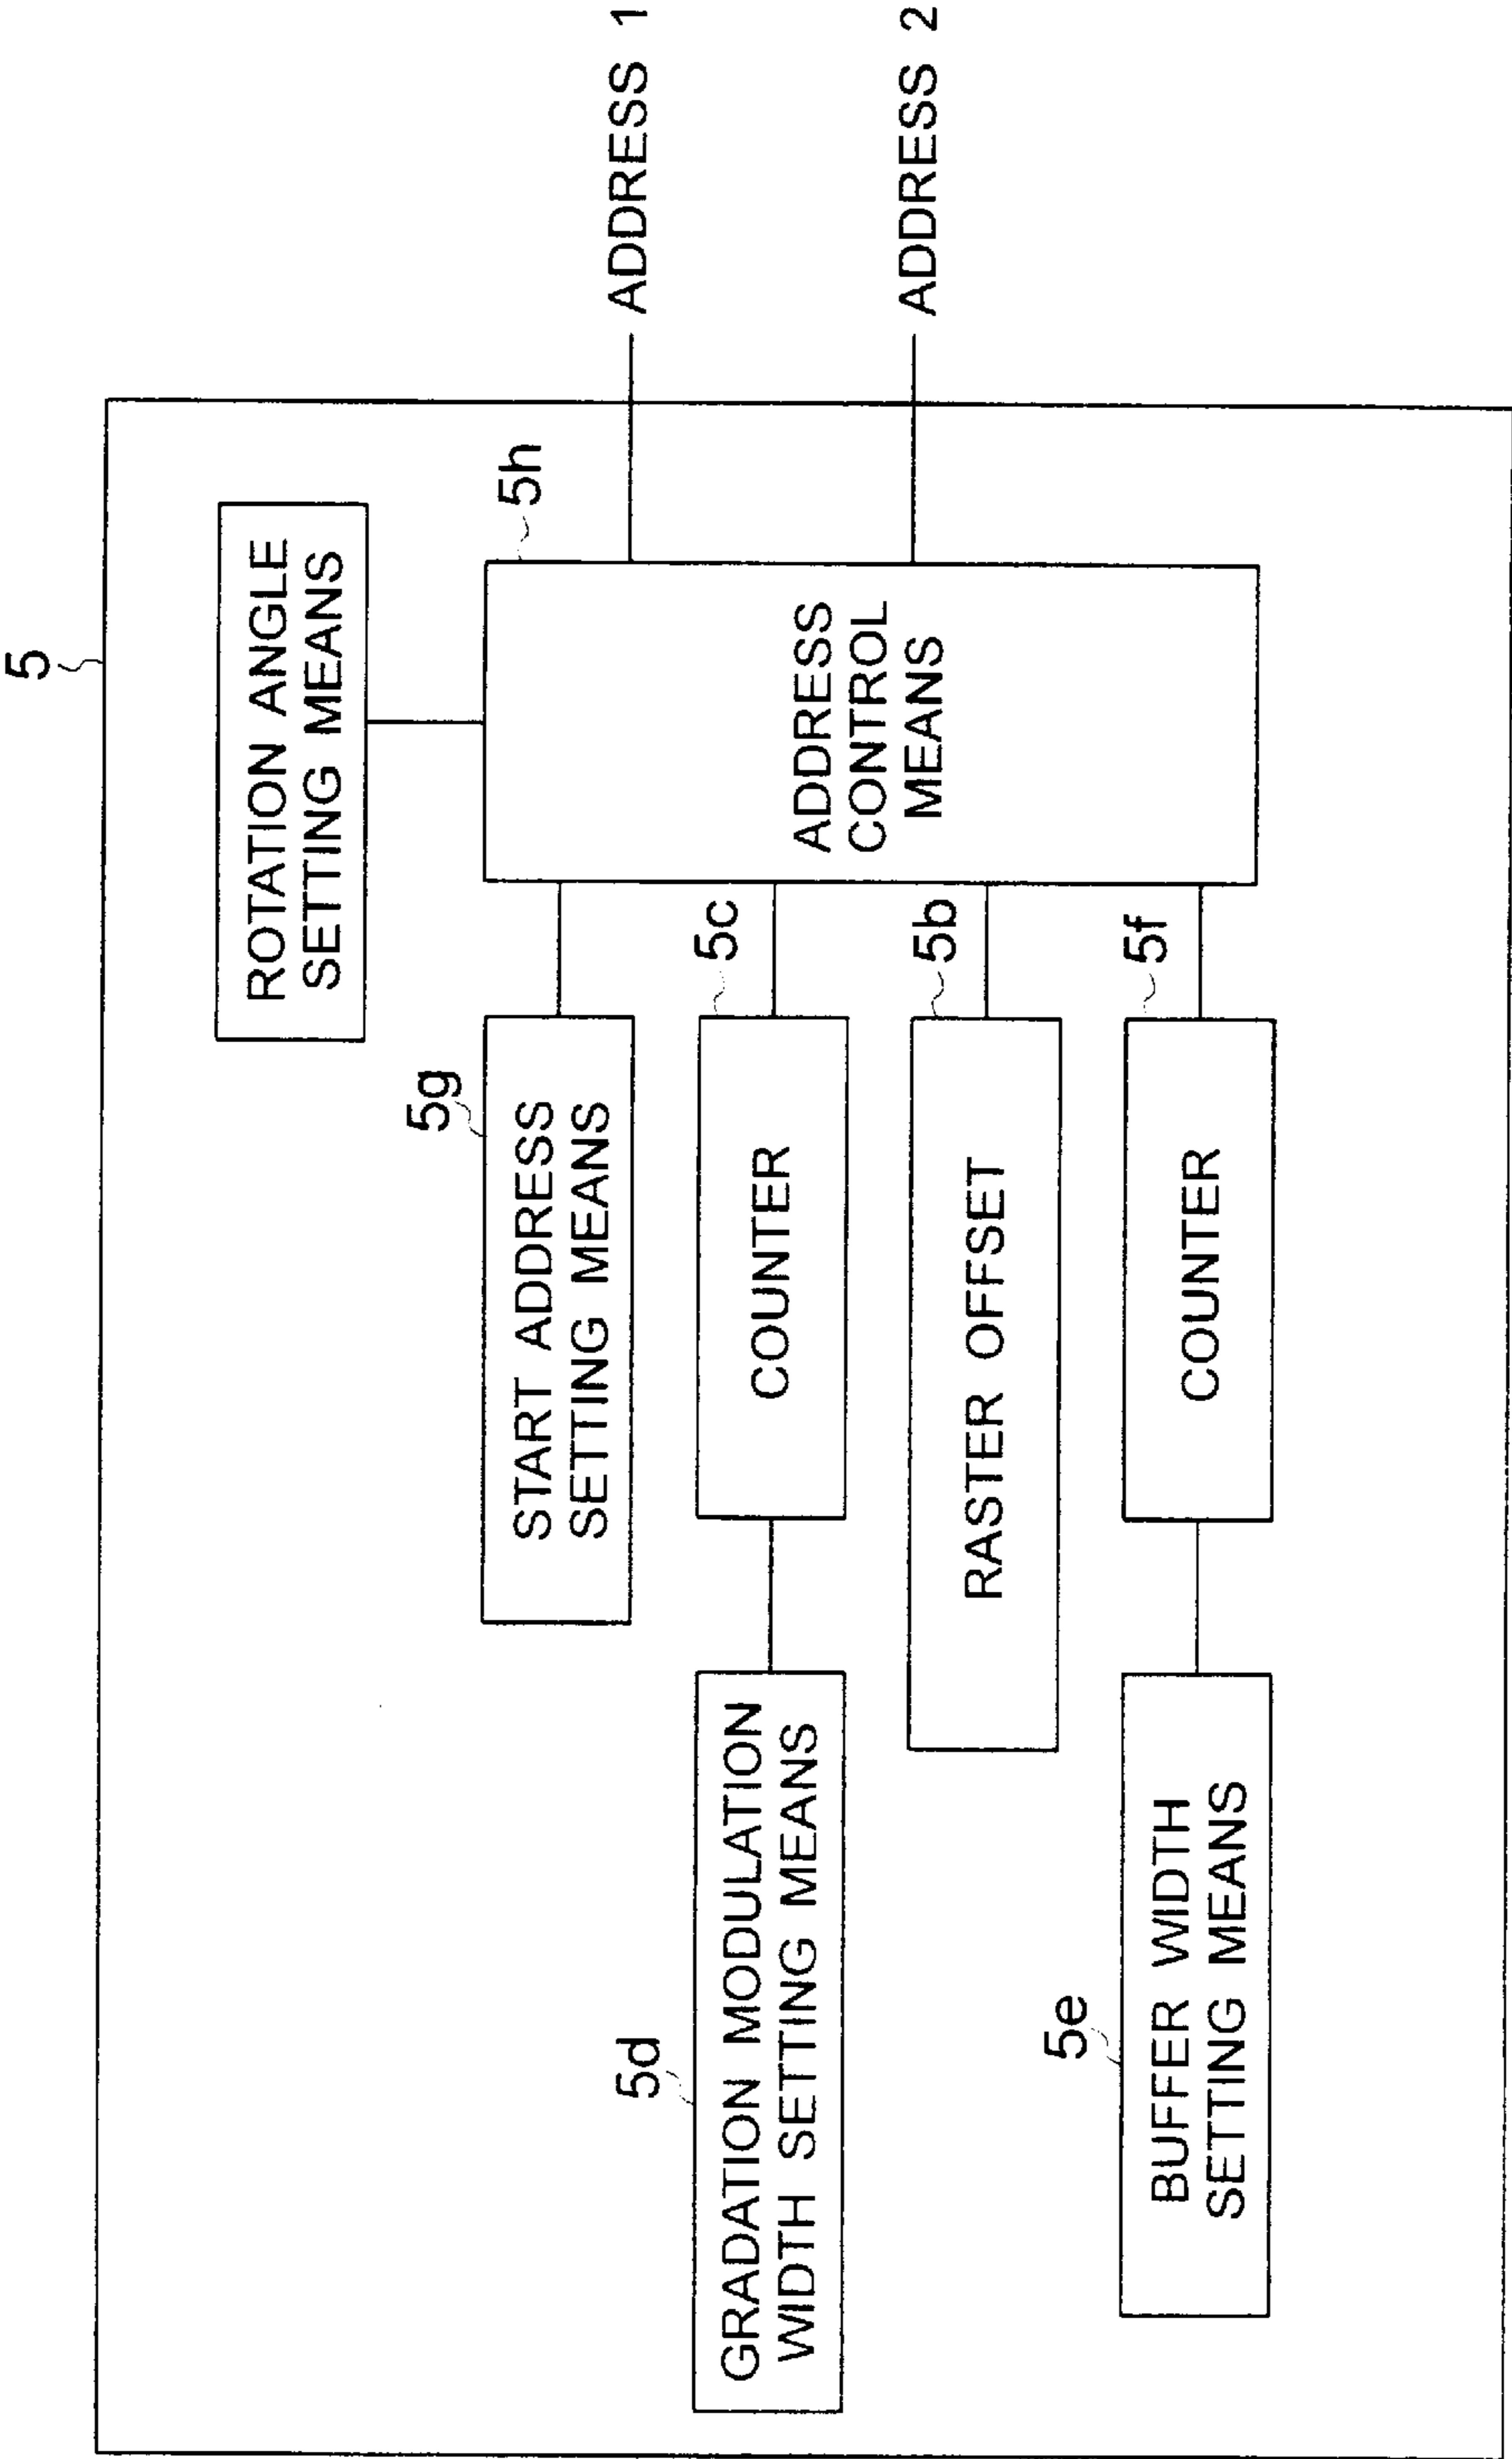 5
ROTATION ANGLE
SETTING MEANS
5h
ADDRESS
CONTROL
MEANS
ADDRESS 1
ADDRESS 2
5g
START ADDRESS
SETTING MEANS
5c
COUNTER
5d
GRADATION MODULATION
WIDTH SETTING MEANS
5b
RASTER OFFSET
5f
COUNTER
5e
BUFFER WIDTH
SETTING MEANS